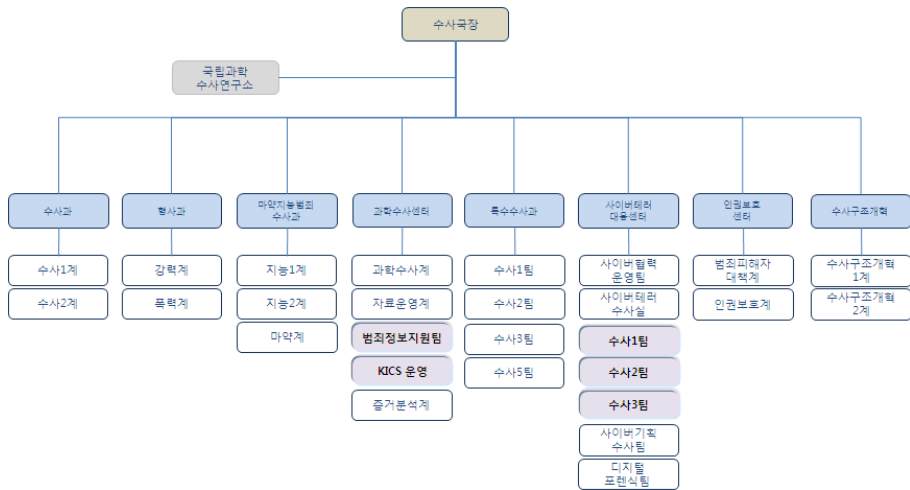 수사국장
국립과학
수사연구소
수사과
형사과
마약지능범죄
수사과
과학수사센터
특수수사과
사이버테러
대응센터
인권보호
센터
수사구조개혁
수사1계
강력계
지능1계
과학수사계
수사1팀
사이버협력
운영팀
범죄피해자
대책계
수사구조개혁
1계
수사2계
폭력계
지능2계
자료운영계
수사2팀
사이버테러
수사실
인권보호계
수사구조개혁
2계
마약계
범죄정보지원팀
수사3팀
수사1팀
KICS 운영
수사5팀
수사2팀
증거분석계
수사3팀
사이버기획
수사팀
디지털
포렌식팀